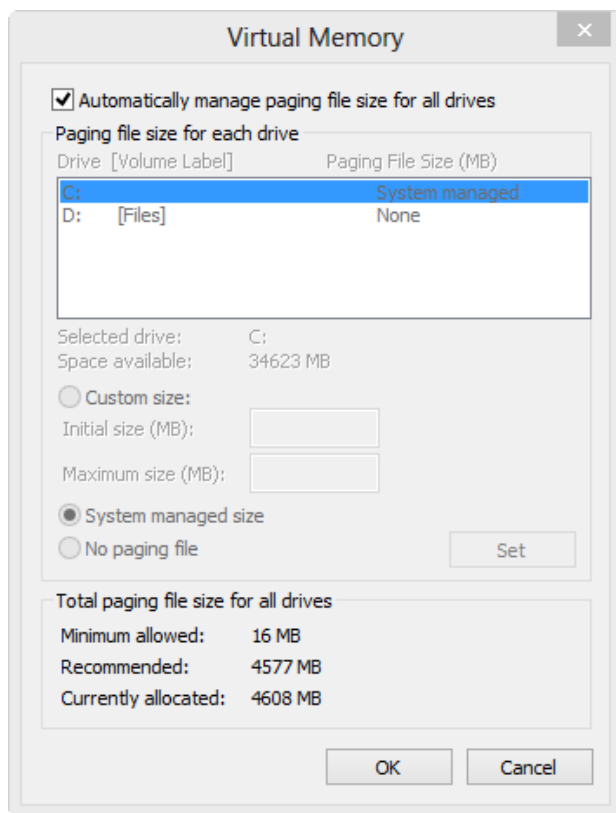 Virtual Memory
Automatically manage paging file size for all drives
Paging file size for each drive
Drive [Volume Label] Paging File Size (MB)
C: System managed
D: [Files] None
Selected drive: C:
Space available: 34623 MB
Custom size:
Initial size (MB):
Maximum size (MB):
System managed size
No paging file Set
Total paging file size for all drives
Minimum allowed: 16 MB
Recommended: 4577 MB
Currently allocated: 4608 MB
OK Cancel